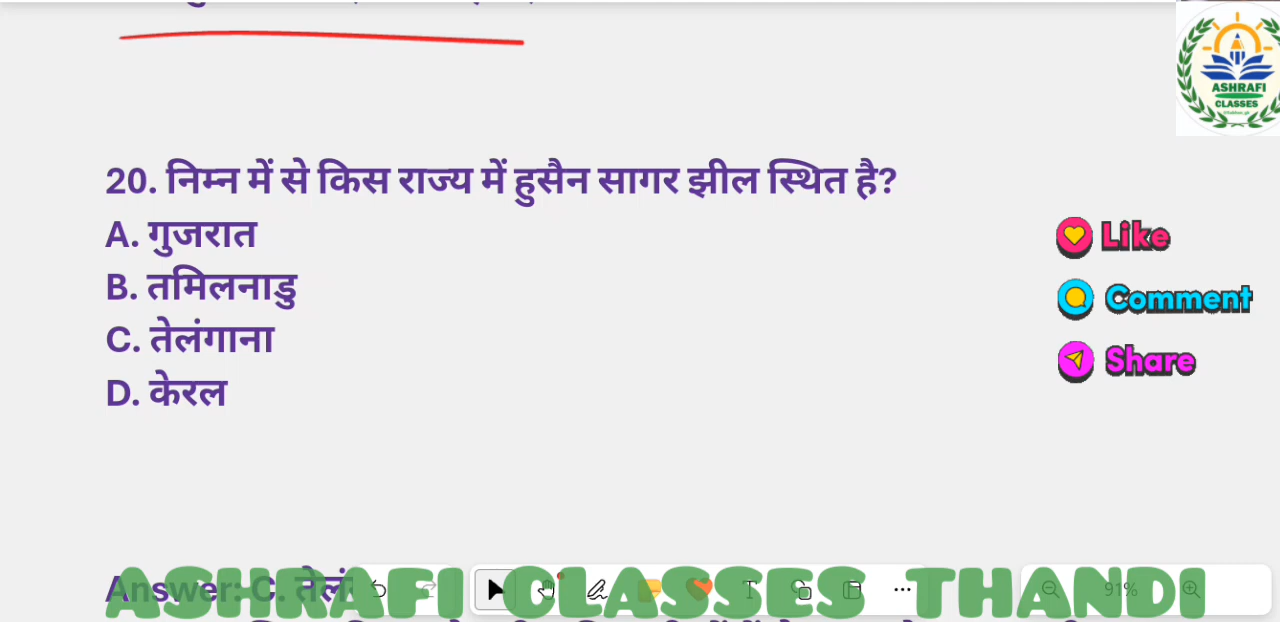 ASHRAFI
CLASSES
20. निम्न में से किस राज्य में हुसैन सागर झील स्थित है?
A. गुजरात
B. तमिलनाडु
C. तेलंगाना
D. केरल
Like
Comment
Share
Answer: C.
91%
ASHRAFI CLASSES THANDI